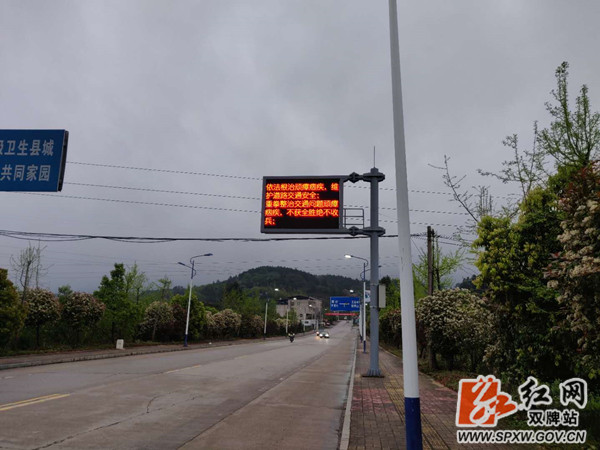 级卫生县城
共同家园
依法根治顽瘴痼疾，维
护道路交通安全；
重拳整治交通问题顽瘴
痼疾，不获全胜绝不收
兵；
红网
双牌站
WWW.SPXW.GOV.CN